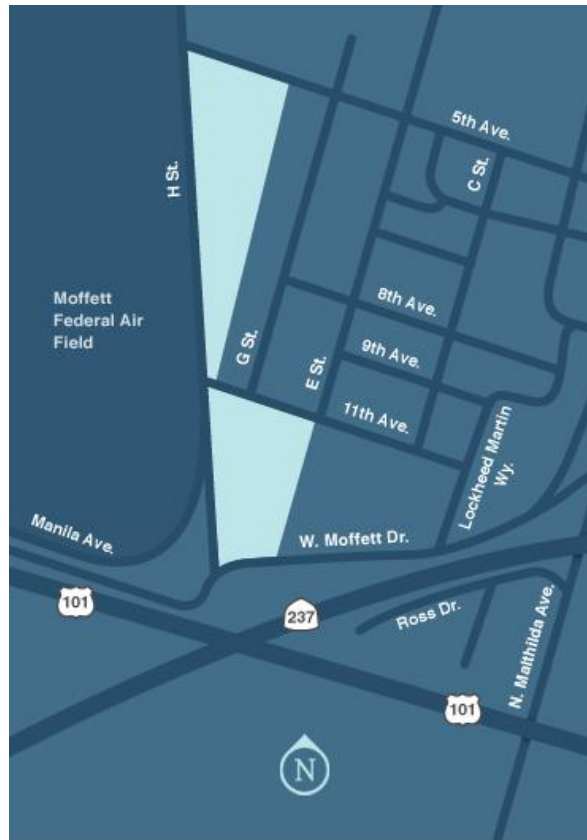 5th Ave.
C St.
H St.
Moffett
Federal Air
Field
8th Ave.
G St.
9th Ave.
E St.
11th Ave.
Lockheed Martin
Wy.
Manila Ave.
W. Moffett Dr.
101
237
Ross Dr.
N. Malthilda Ave.
101
N